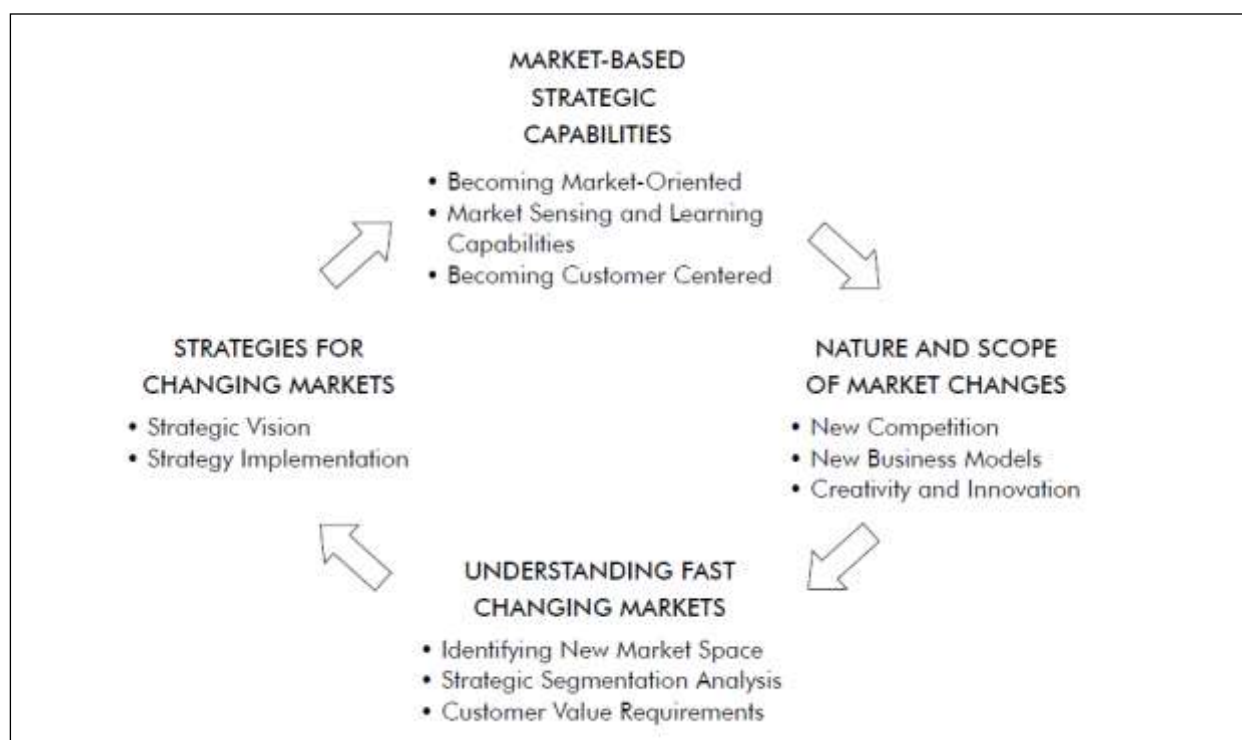 MARKET-BASED
STRATEGIC
CAPABILITIES
• Becoming Market-Oriented
• Market Sensing and Learning
Capabilities
• Becoming Customer Centered
STRATEGIES FOR
CHANGING MARKETS
• Strategic Vision
• Strategy Implementation
NATURE AND SCOPE
OF MARKET CHANGES
• New Competition
• New Business Models
• Creativity and Innovation
UNDERSTANDING FAST
CHANGING MARKETS
• Identifying New Market Space
• Strategic Segmentation Analysis
• Customer Value Requirements